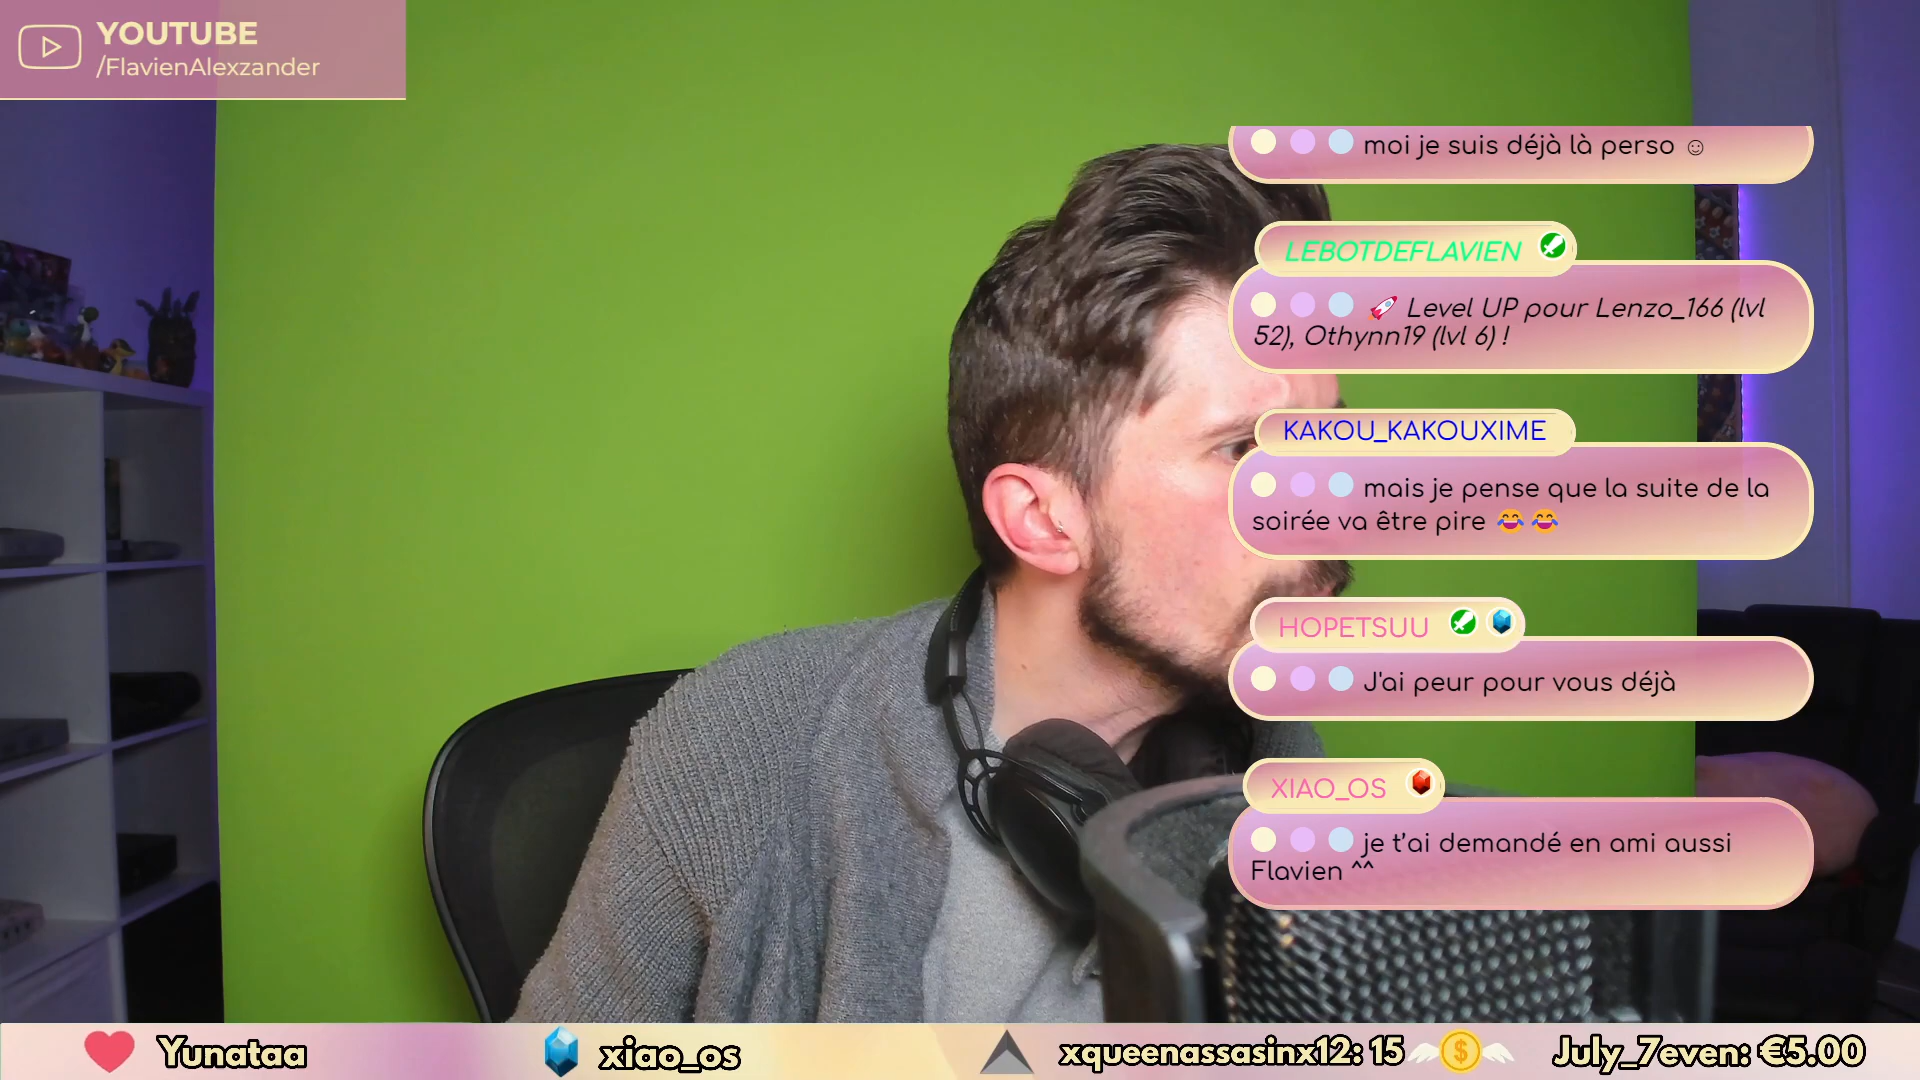 YOUTUBE
/FlavienAlexzander
moi je suis déjà là perso ☺
LEBOTDEFLAVIEN
🚀 Level UP pour Lenzo_166 (lvl
52), Othynn19 (lvl 6) !
KAKOU_KAKOUXIME
mais je pense que la suite de la
soirée va être pire 😂 😂
HOPETSUU
J'ai peur pour vous déjà
XIAO_OS
je t'ai demandé en ami aussi
Flavien ^^
Yunataa
xiao_os
xqueenassasinx12: 15
July_7even: €5.00